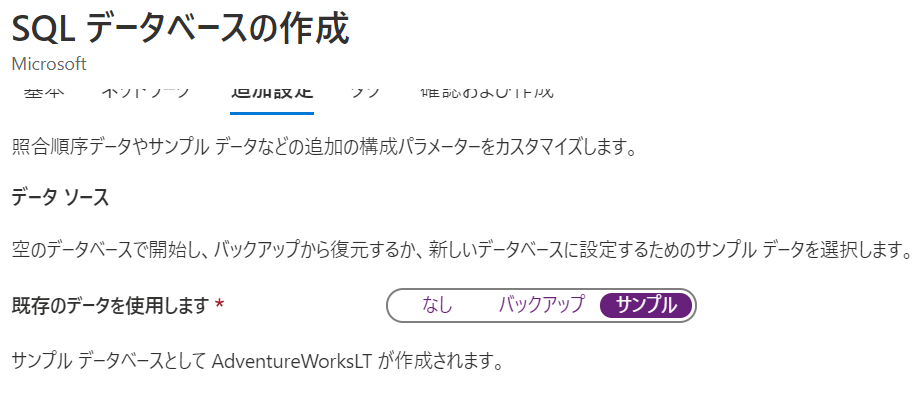 SQL データベースの作成
Microsoft
基本 ネットワーク 追加設定 タグ 確認および作成
照合順序データやサンプル データなどの追加の構成パラメーターをカスタマイズします。
データ ソース
空のデータベースで開始し、バックアップから復元するか、新しいデータベースに設定するためのサンプル データを選択します。
既存のデータを使用します * なし バックアップ サンプル
サンプル データベースとして AdventureWorksLT が作成されます。